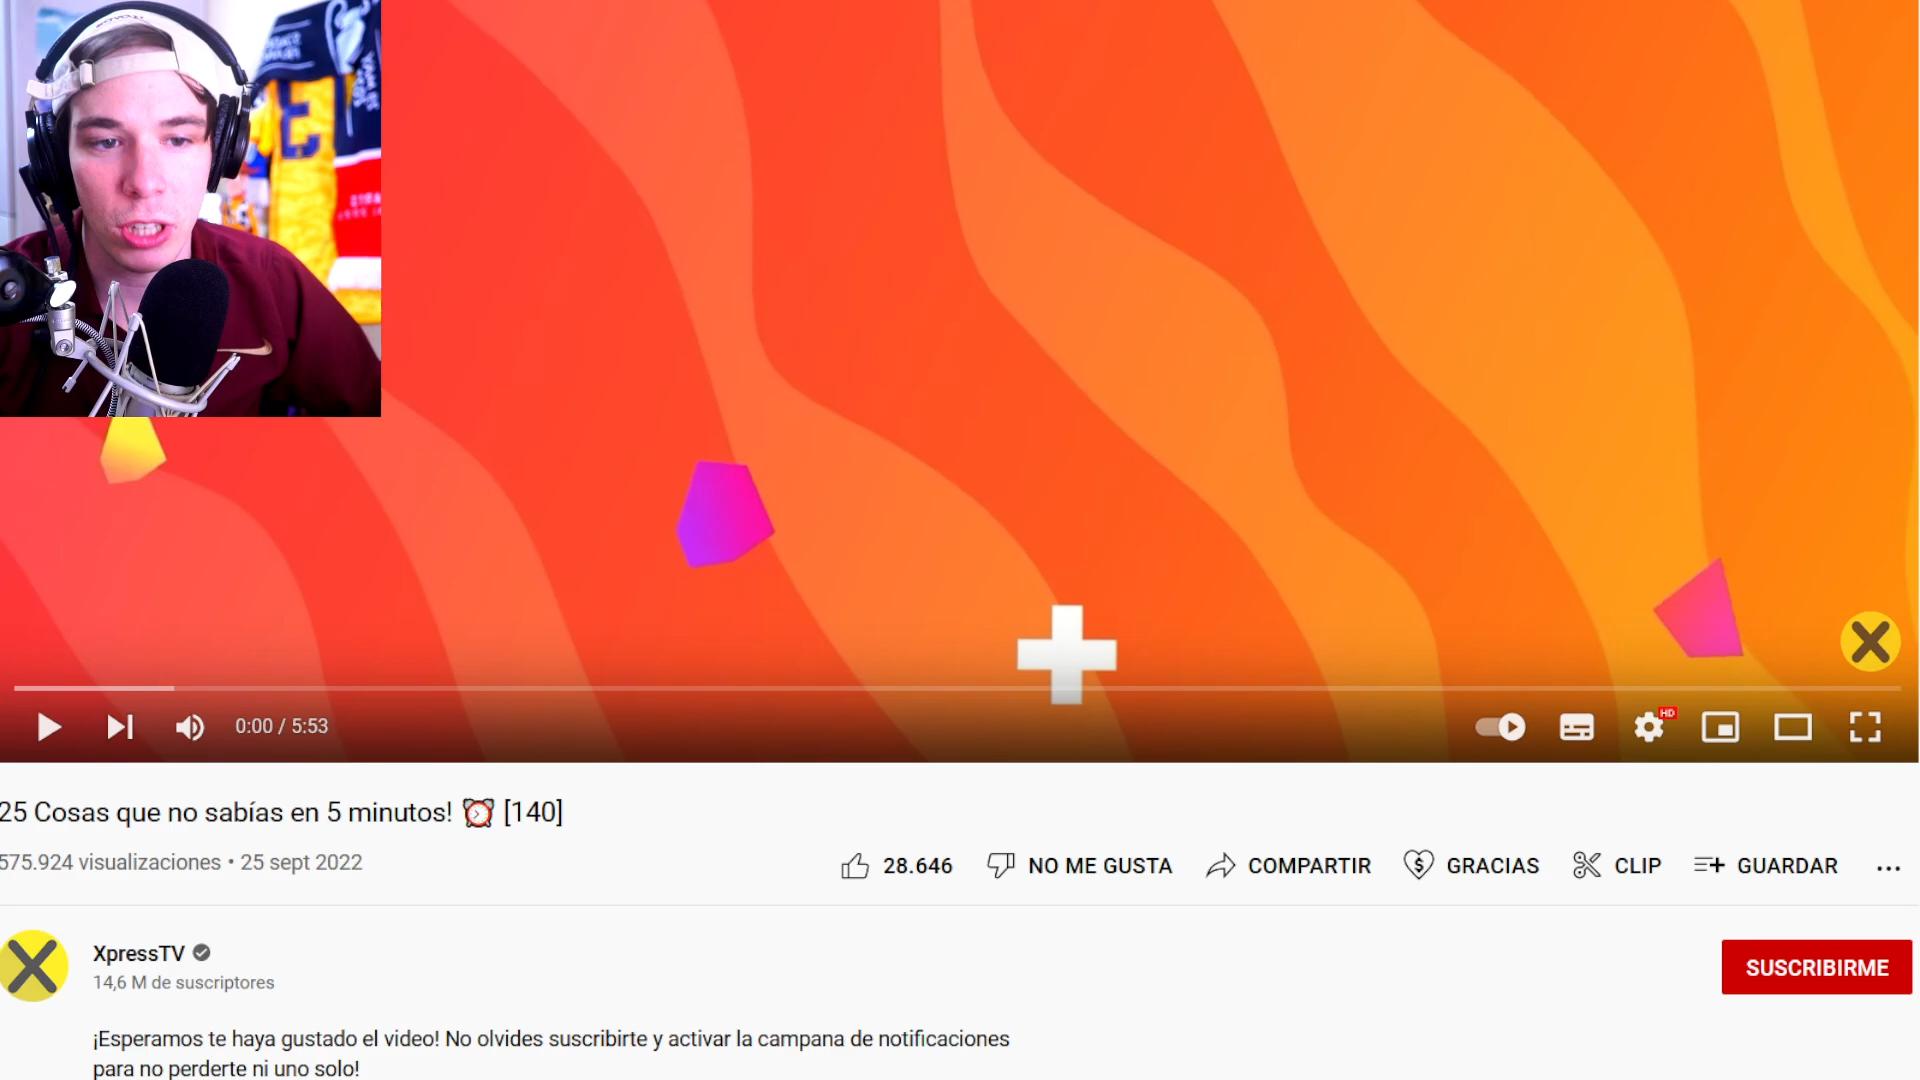 HD
0:00 / 5:53
25 Cosas que no sabías en 5 minutos! ⏰ [140]
575.924 visualizaciones • 25 sept 2022
28.646 NO ME GUSTA COMPARTIR GRACIAS CLIP GUARDAR ...
XpressTV
14,6 M de suscriptores
SUSCRIBIRME
¡Esperamos te haya gustado el video! No olvides suscribirte y activar la campana de notificaciones
para no perderte ni uno solo!